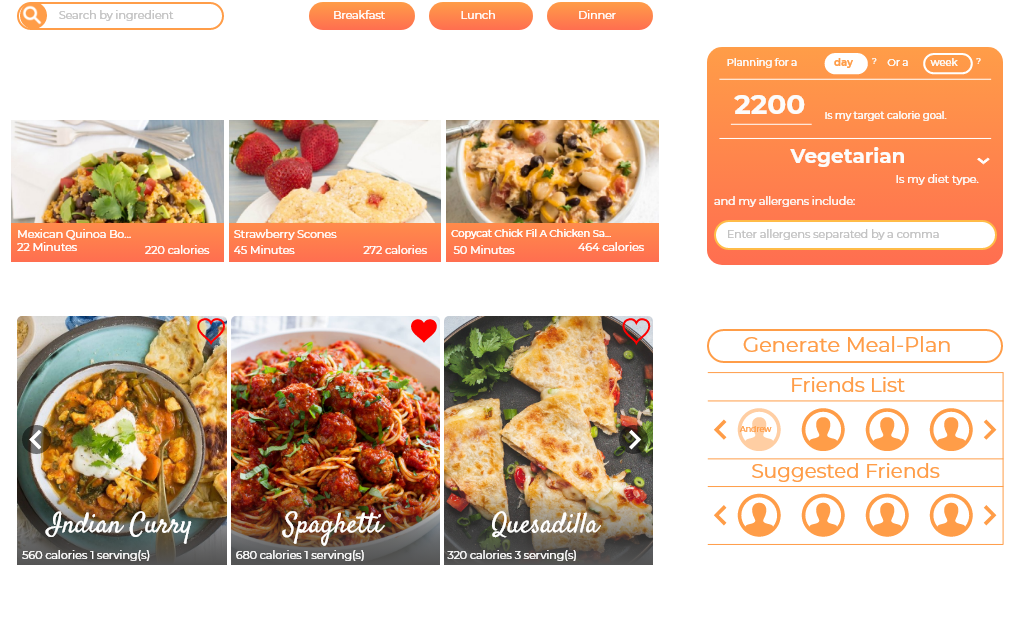 Search by ingredient
Breakfast
Lunch
Dinner
Planning for a day ? Or a week ?
2200 Is my target calorie goal.
Vegetarian
Is my diet type.
and my allergens include:
Enter allergens separated by a comma
Mexican Quinoa Bo...
22 Minutes 220 calories
Strawberry Scones
45 Minutry 272 calories
Copycat Chick Fil A Chicken Sa...
50 Minutes 464 calories
Indian Curry
560 calories 1 serving(s)
Spaghetti
680 calories 1 serving(s)
Quesadilla
320 calories 3 serving(s)
Generate Meal-Plan
Friends List
Andrew
Suggested Friends